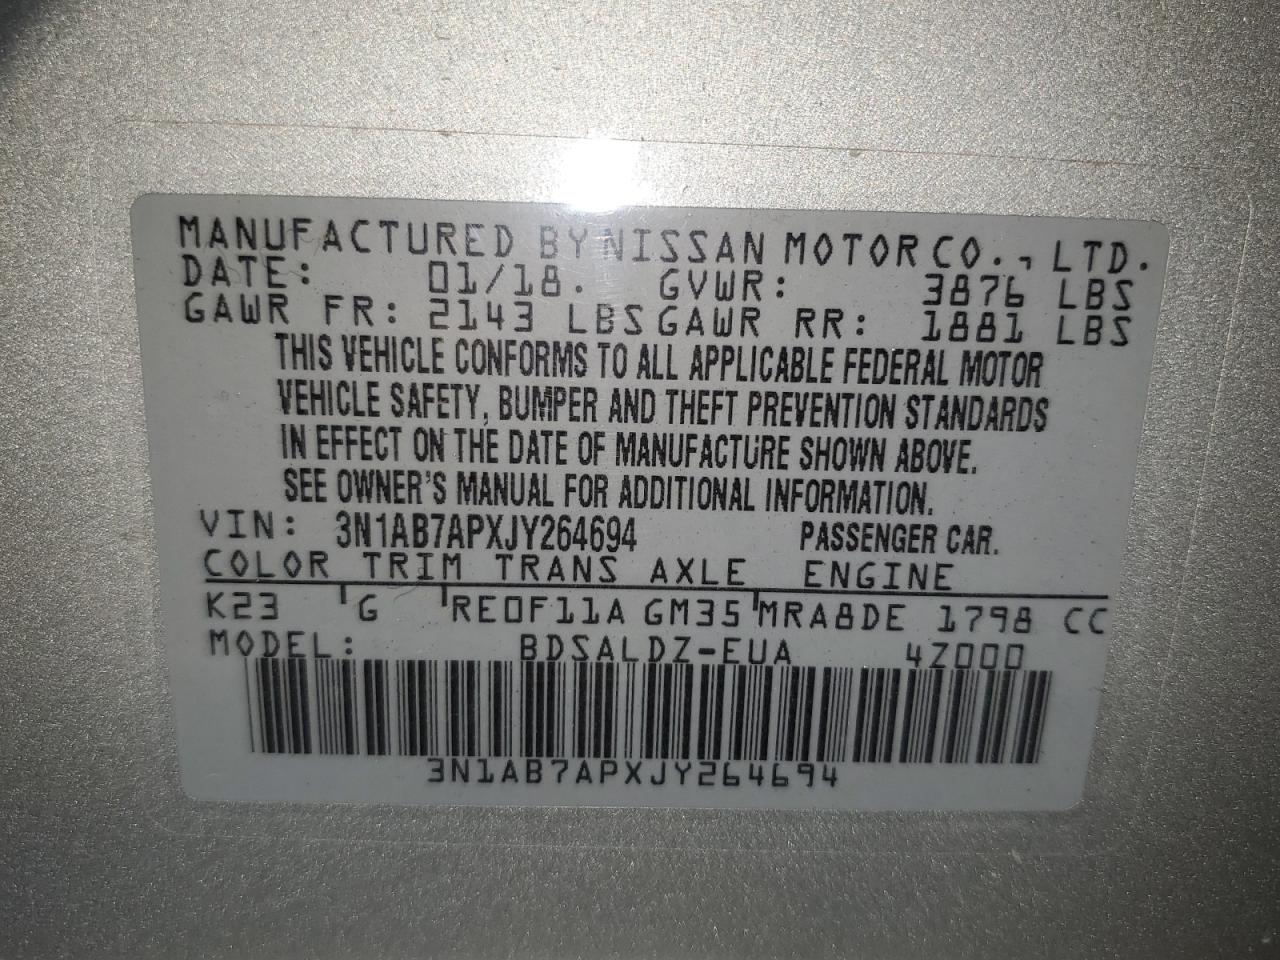 MANUFACTURED BY NISSAN MOTOR CO., LTD.
DATE: 01/18. GVWR: 3876 LBS
GAWR FR: 2143 LBS GAWR RR: 1881 LBS
THIS VEHICLE CONFORMS TO ALL APPLICABLE FEDERAL MOTOR
VEHICLE SAFETY, BUMPER AND THEFT PREVENTION STANDARDS
IN EFFECT ON THE DATE OF MANUFACTURE SHOWN ABOVE.
SEE OWNER'S MANUAL FOR ADDITIONAL INFORMATION.
VIN: 3N1AB7APXJY264694 PASSENGER CAR.
COLOR TRIM TRANS AXLE ENGINE
K23 G RE0F11A GM35 MRA8DE 1798 CC
MODEL: BDSALDZ-EUA 4Z000
3N1AB7APXJY264694